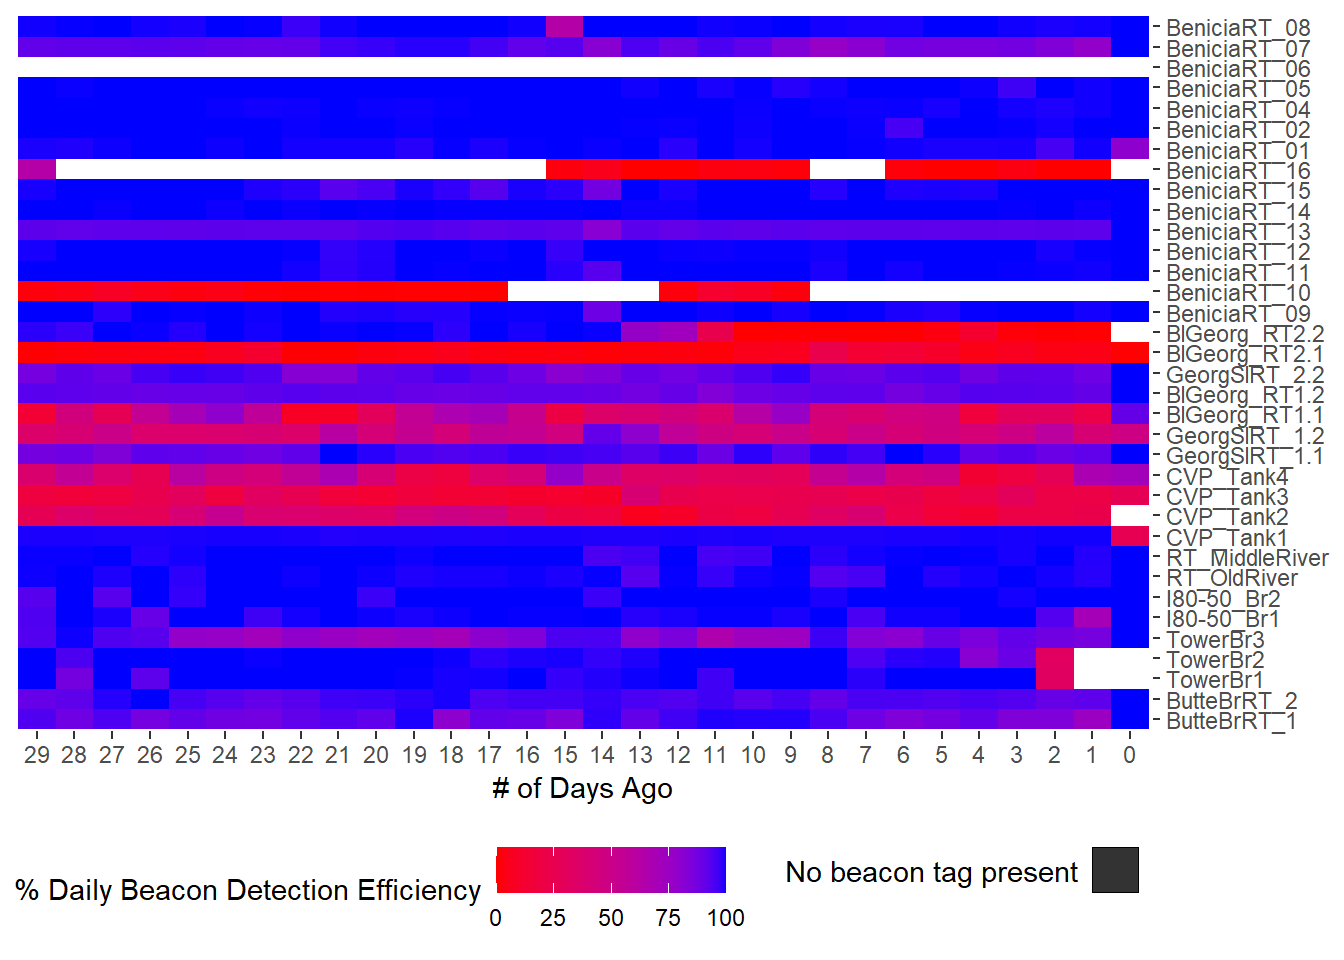 BeniciaRT_08
BeniciaRT_07
BeniciaRT_06
BeniciaRT_05
BeniciaRT_04
BeniciaRT_02
BeniciaRT_01
BeniciaRT_16
BeniciaRT_15
BeniciaRT_14
BeniciaRT_13
BeniciaRT_12
BeniciaRT_11
BeniciaRT_10
BeniciaRT_09
BlGeorg_RT2.2
BlGeorg_RT2.1
GeorgSlRT_2.2
BlGeorg_RT1.2
BlGeorg_RT1.1
GeorgSlRT_1.2
GeorgSlRT_1.1
CVP_Tank4
CVP_Tank3
CVP_Tank2
CVP_Tank1
RT_MiddleRiver
RT_OldRiver
I80-50_Br2
I80-50_Br1
TowerBr3
TowerBr2
TowerBr1
ButteBrRT_2
ButteBrRT_1
29 28 27 26 25 24 23 22 21 20 19 18 17 16 15 14 13 12 11 10 9 8 7 6 5 4 3 2 1 0
# of Days Ago
% Daily Beacon Detection Efficiency
0 25 50 75 100
No beacon tag present